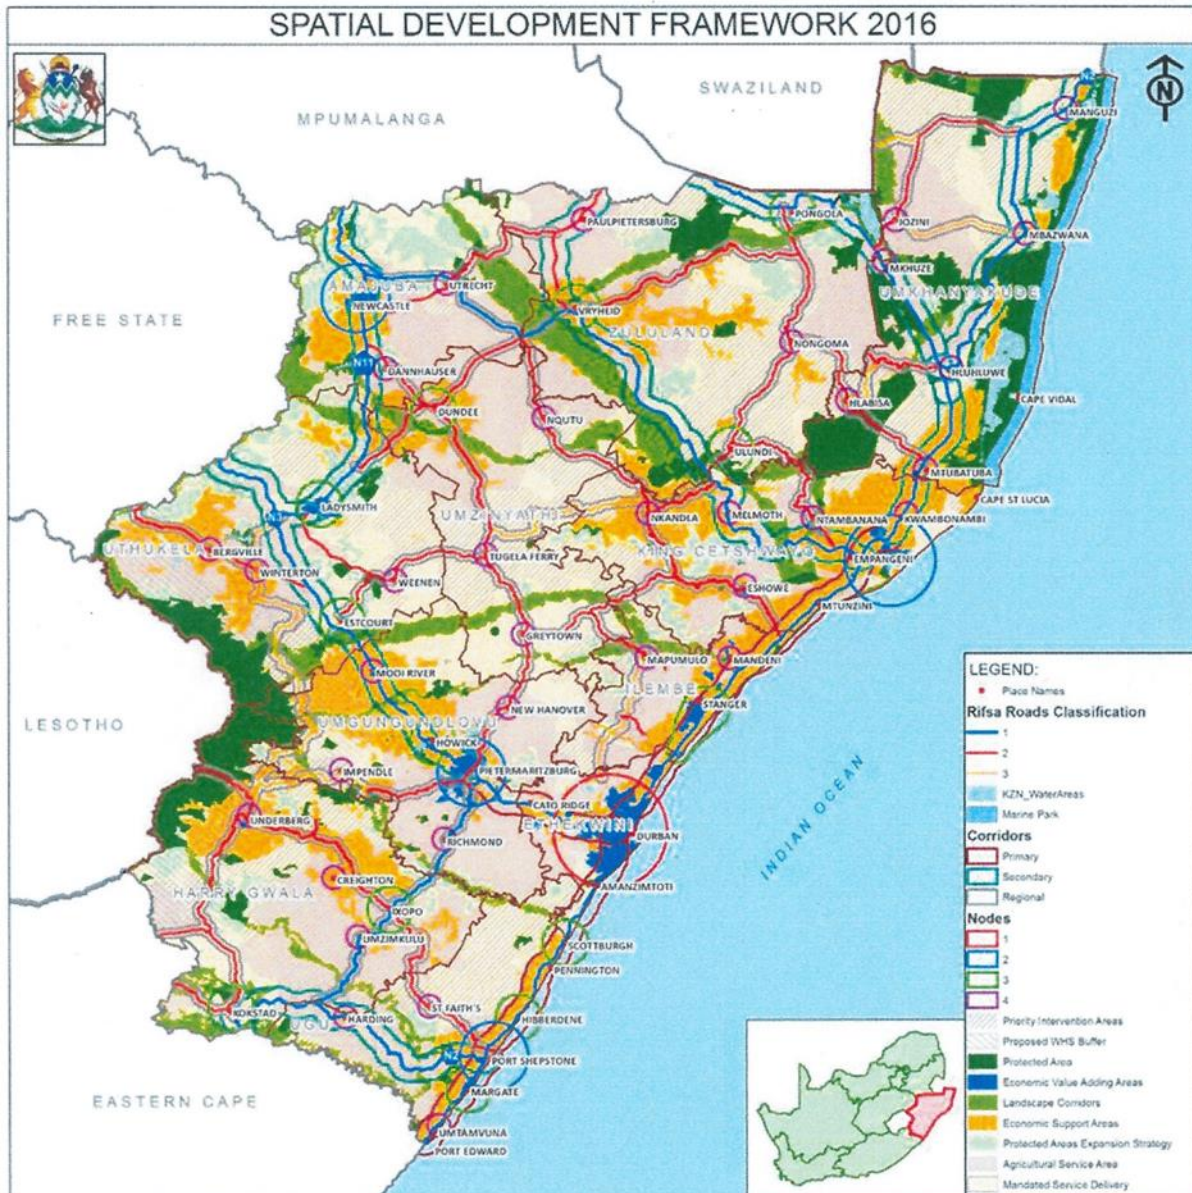 SPATIAL DEVELOPMENT FRAMEWORK 2016
SWAZILAND
N2
N
MPUMALANGA
MANGUZI
PAULPIETERSBURG
PONGOLA
JOZINI
MBAZWANA
MKHUZE
AMAJUBA
UTRECHT
UMKHANYAKUDE
NEWCASTLE
VRYHEID
FREE STATE
ZULULAND
NONGOMA
N11
DANNHAUSER
HLUHLUWE
DUNDEE
HLABISA
CAPE VIDAL
NQUTU
ULUNDI
MTUBATUBA
CAPE ST LUCIA
LADYSMITH
N3
UMZINYATHI
NKANDLA
MELMOTH
NTAMBANANA
KWAMBONAMBI
UTHUKELA
BERGVILLE
TUGELA FERRY
KING CETSHWAYO
EMPANGENI
WINTERTON
WEENEN
ESHOWE
MTUNZINI
ESTCOURT
GREYTOWN
MOOI RIVER
MAPUMULO
MANDENI
ILEMBE
LESOTHO
NEW HANOVER
STANGER
UMGUNGUNDLOVU
HOWICK
IMPENDLE
PIETERMARITZBURG
CATO RIDGE
UNDERBERG
ETHEKWINI
DURBAN
RICHMOND
INDIAN OCEAN
CREIGHTON
AMANZIMTOTI
HARRY GWALA
IXOPO
UMZIMKULU
SCOTTBURGH
PENNINGTON
ST FAITH'S
KOKSTAD
HARDING
UGU
HIBBERDENE
N2
PORT SHEPSTONE
MARGATE
EASTERN CAPE
UMTAMVUNA
PORT EDWARD
LEGEND:
Place Names
Rifsa Roads Classification
1
2
3
KZN_WaterAreas
Marine Park
Corridors
Primary
Secondary
Regional
Nodes
1
2
3
4
Priority Intervention Areas
Proposed WHS Buffer
Protected Area
Economic Value Adding Areas
Landscape Corridors
Economic Support Areas
Protected Areas Expansion Strategy
Agricultural Service Area
Mandated Service Delivery